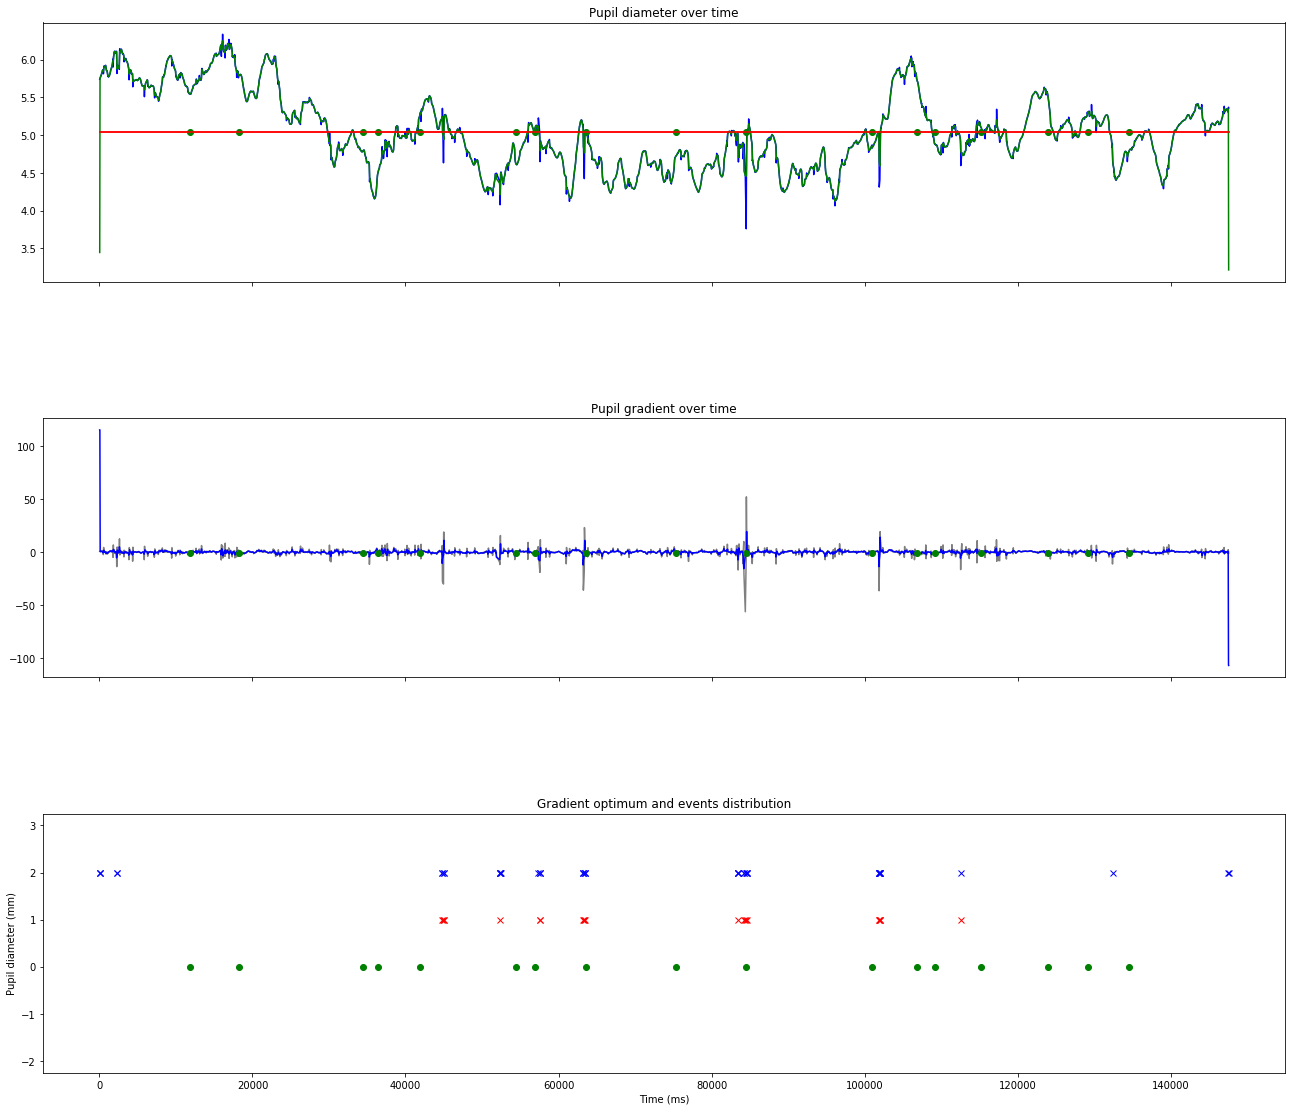 Pupil diameter over time
6.0
5.5
5.0
4.5
4.0
3.5
Pupil gradient over time
100
50
0
−50
−100
Gradient optimum and events distribution
3
2
1
0
−1
−2
Pupil diameter (mm)
0 20000 40000 60000 80000 100000 120000 140000
Time (ms)